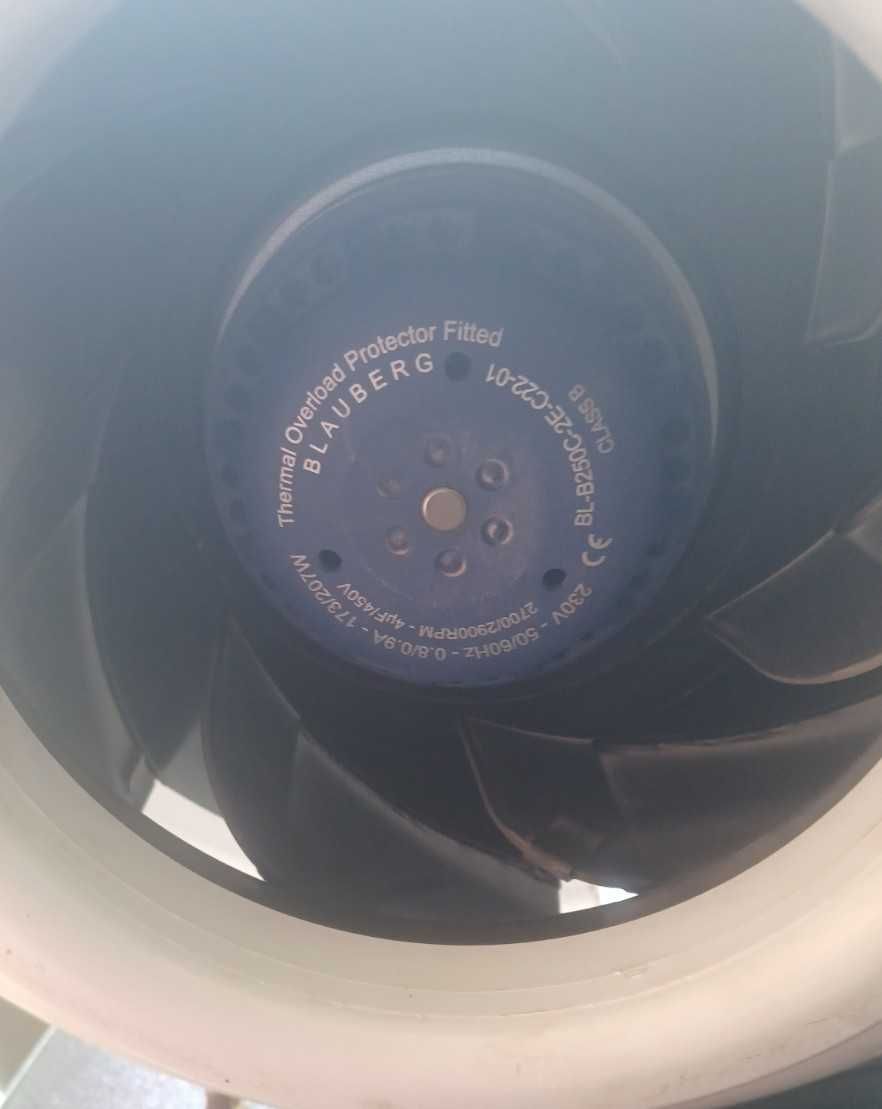 Thermal Overload Protector Fitted
BLAUBERG
BL-B250C-2E-C22-01
CLASS B
CE
230V - 50/60Hz - 0.8/0.9A - 173/207W
2700/2900RPM - 4µF/450V